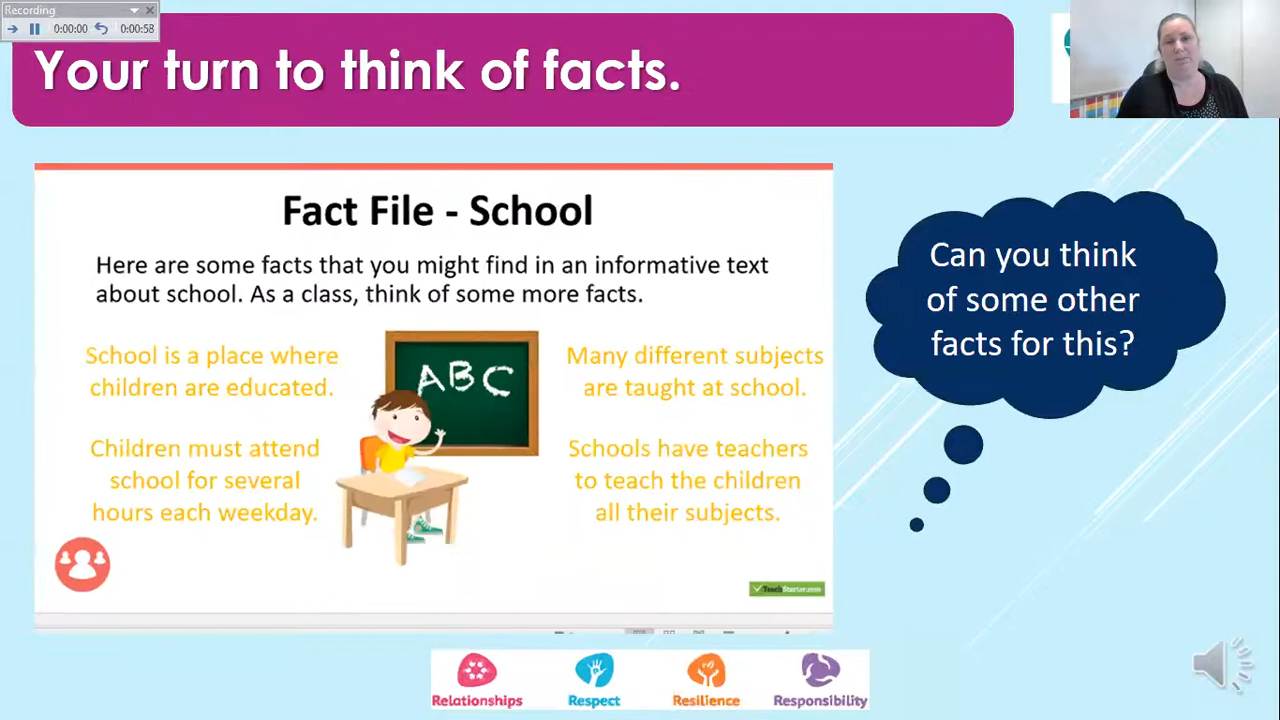 Recording
0:00:00
0:00:58
Your turn to think of facts.
Fact File - School
Here are some facts that you might find in an informative text
about school. As a class, think of some more facts.
School is a place where
children are educated.
Children must attend
school for several
hours each weekday.
ABC
Many different subjects
are taught at school.
Schools have teachers
to teach the children
all their subjects.
Can you think
of some other
facts for this?
Relationships
Respect
Resilience
Responsibility